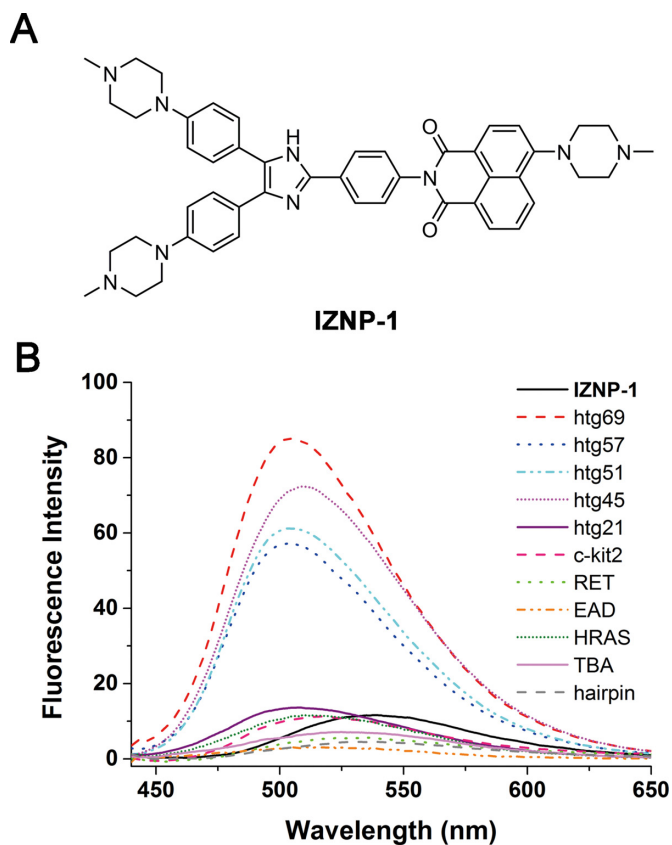 A
N
N
H
N
N
O
N
O
N
N
N
N
IZNP-1
B
Fluorescence Intensity
100
80
60
40
20
0
450
500
550
600
650
Wavelength (nm)
IZNP-1
htg69
htg57
htg51
htg45
htg21
c-kit2
RET
EAD
HRAS
TBA
hairpin